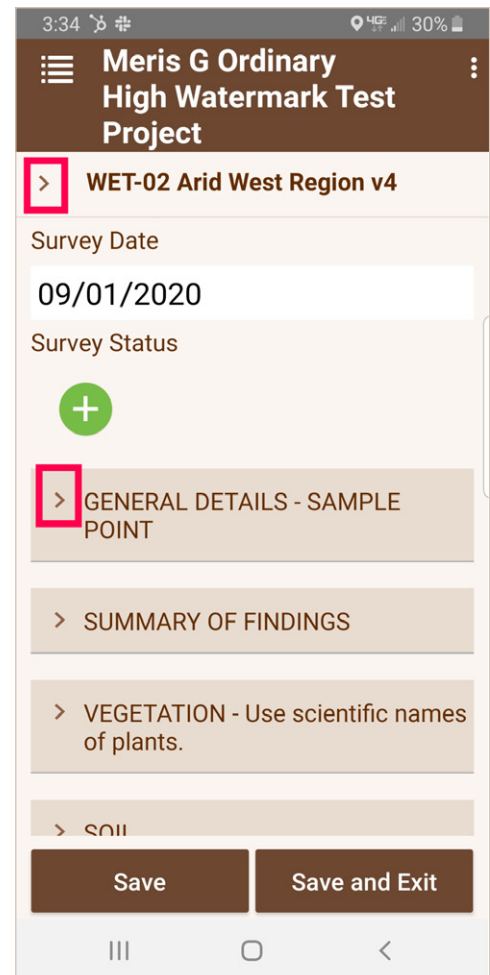 3:34 4GE 30%
Meris G Ordinary
High Watermark Test
Project
WET-02 Arid West Region v4
Survey Date
09/01/2020
Survey Status
GENERAL DETAILS - SAMPLE
POINT
SUMMARY OF FINDINGS
VEGETATION - Use scientific names
of plants.
SOIL
Save Save and Exit